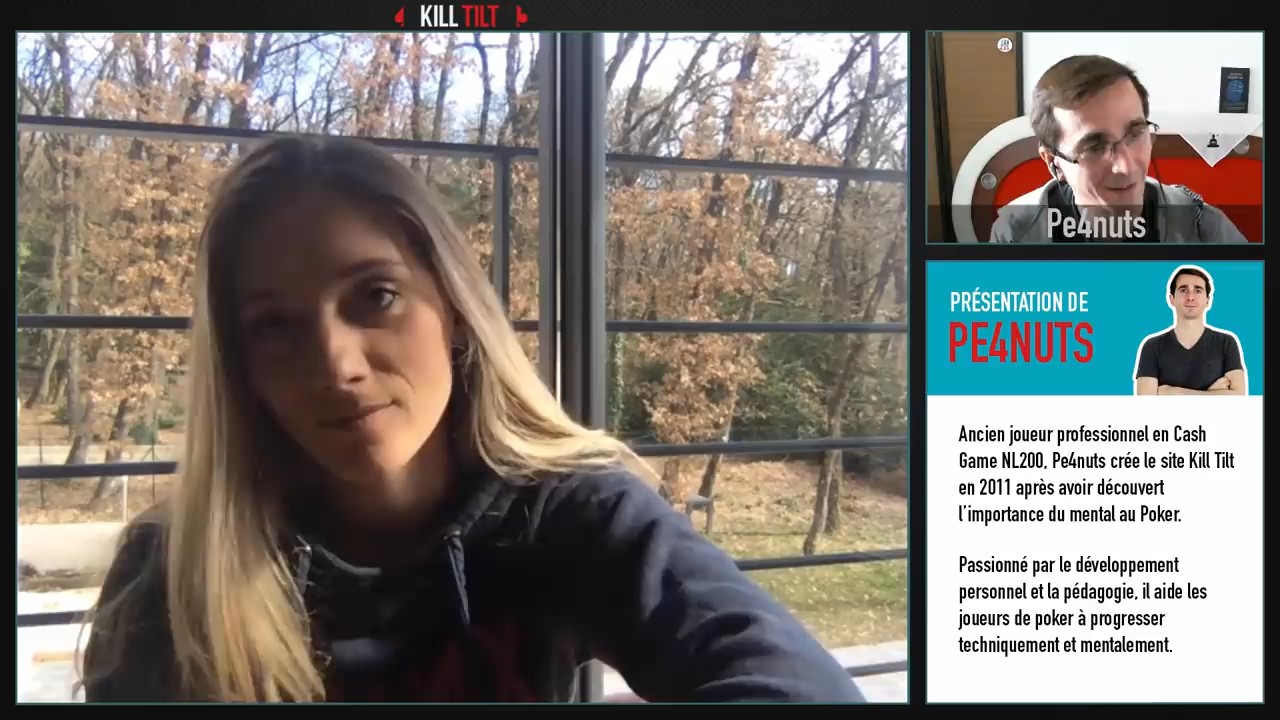 KILL TILT
Pe4nuts
PRÉSENTATION DE
PE4NUTS
Ancien joueur professionnel en Cash
Game NL200, Pe4nuts crée le site Kill Tilt
en 2011 après avoir découvert
l'importance du mental au Poker.
Passionné par le développement
personnel et la pédagogie, il aide les
joueurs de poker à progresser
techniquement et mentalement.